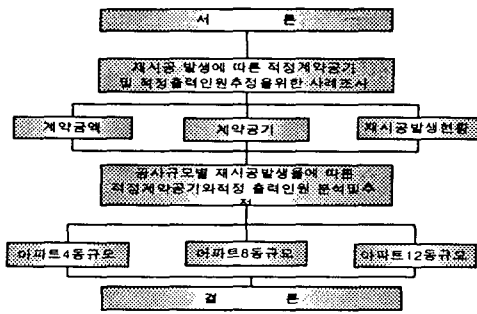 서 론
재시공 발생에 따른 적정계약공기
및 적정출력인원추정을위한 사례조사
계약금액
계약공기
재시공발생현황
공사규모별 재시공발생율에 따른
적정계약공기와적정 출력인원 분석및추
정
아파트4동규모
아파트8동규모
아파트12동규모
결 론